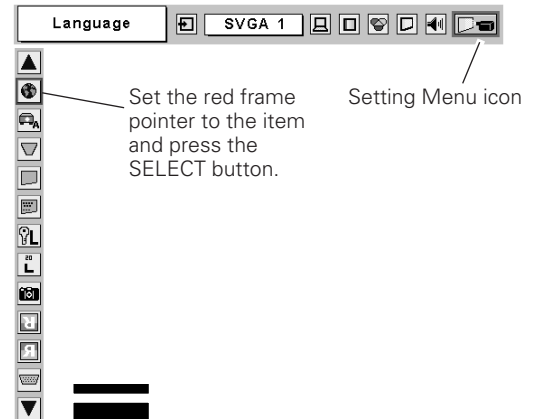 Language
SVGA 1
Set the red frame
pointer to the item
and press the
SELECT button.
Setting Menu icon
A
L
20
L
R
R